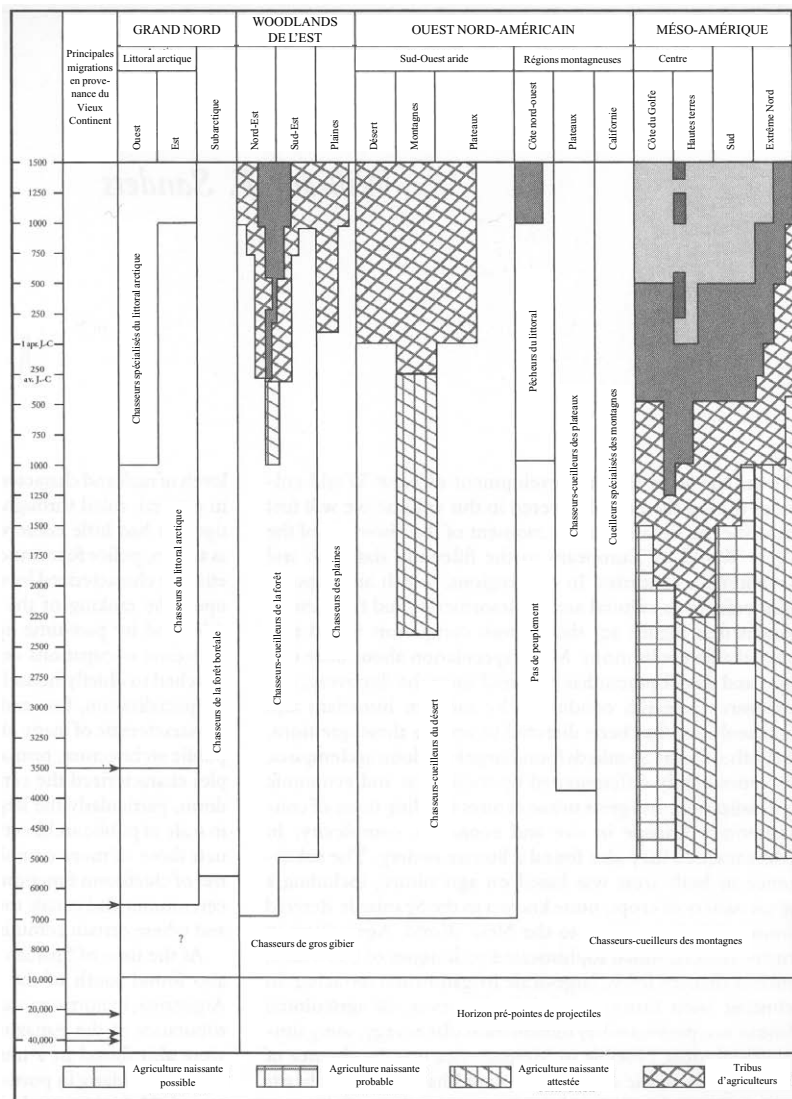 GRAND NORD
WOODLANDS
DE L'EST
OUEST NORD-AMÉRICAIN
MÉSO-AMÉRIQUE
Principales
migrations
en prove-
nance du
Vieux
Continent
Littoral arctique
Sud-Ouest aride
Régions montagneuses
Centre
Ouest
Est
Subarctique
Nord-Est
Sud-Est
Plaines
Désert
Montagnes
Plateaux
Côte nord-ouest
Plateaux
Californie
Côte du Golfe
Hautes terres
Sud
Extrême Nord
1500
1250
1000
750
500
250
1 apr. J.-C
250
av. J.-C
500
750
1000
1250
1500
1750
2000
2250
2500
3000
3500
4000
4500
5000
6000
7000
8000
10,000
20,000
40,000
Chasseurs spécialisés du littoral arctique
Chasseurs du littoral arctique
Chasseurs de la forêt boréale
Chasseurs-cueilleurs de la forêt
Chasseurs des plaines
Chasseurs-cueilleurs du désert
Pêcheurs du littoral
Pas de peuplement
Chasseurs-cueilleurs des plateaux
Cueilleurs spécialisés des montagnes
?
Chasseurs de gros gibier
Chasseurs-cueilleurs des montagnes
Horizon pré-pointes de projectiles
Agriculture naissante
possible
Agriculture naissante
probable
Agriculture naissante
attestée
Tribus
d'agriculteurs